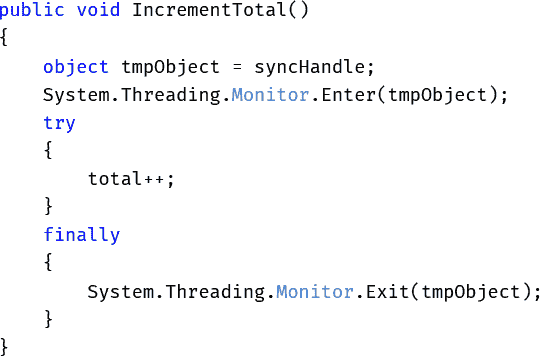 public void IncrementTotal()
{
    object tmpObject = syncHandle;
    System.Threading.Monitor.Enter(tmpObject);
    try
    {
        total++;
    }
    finally
    {
        System.Threading.Monitor.Exit(tmpObject);
    }
}